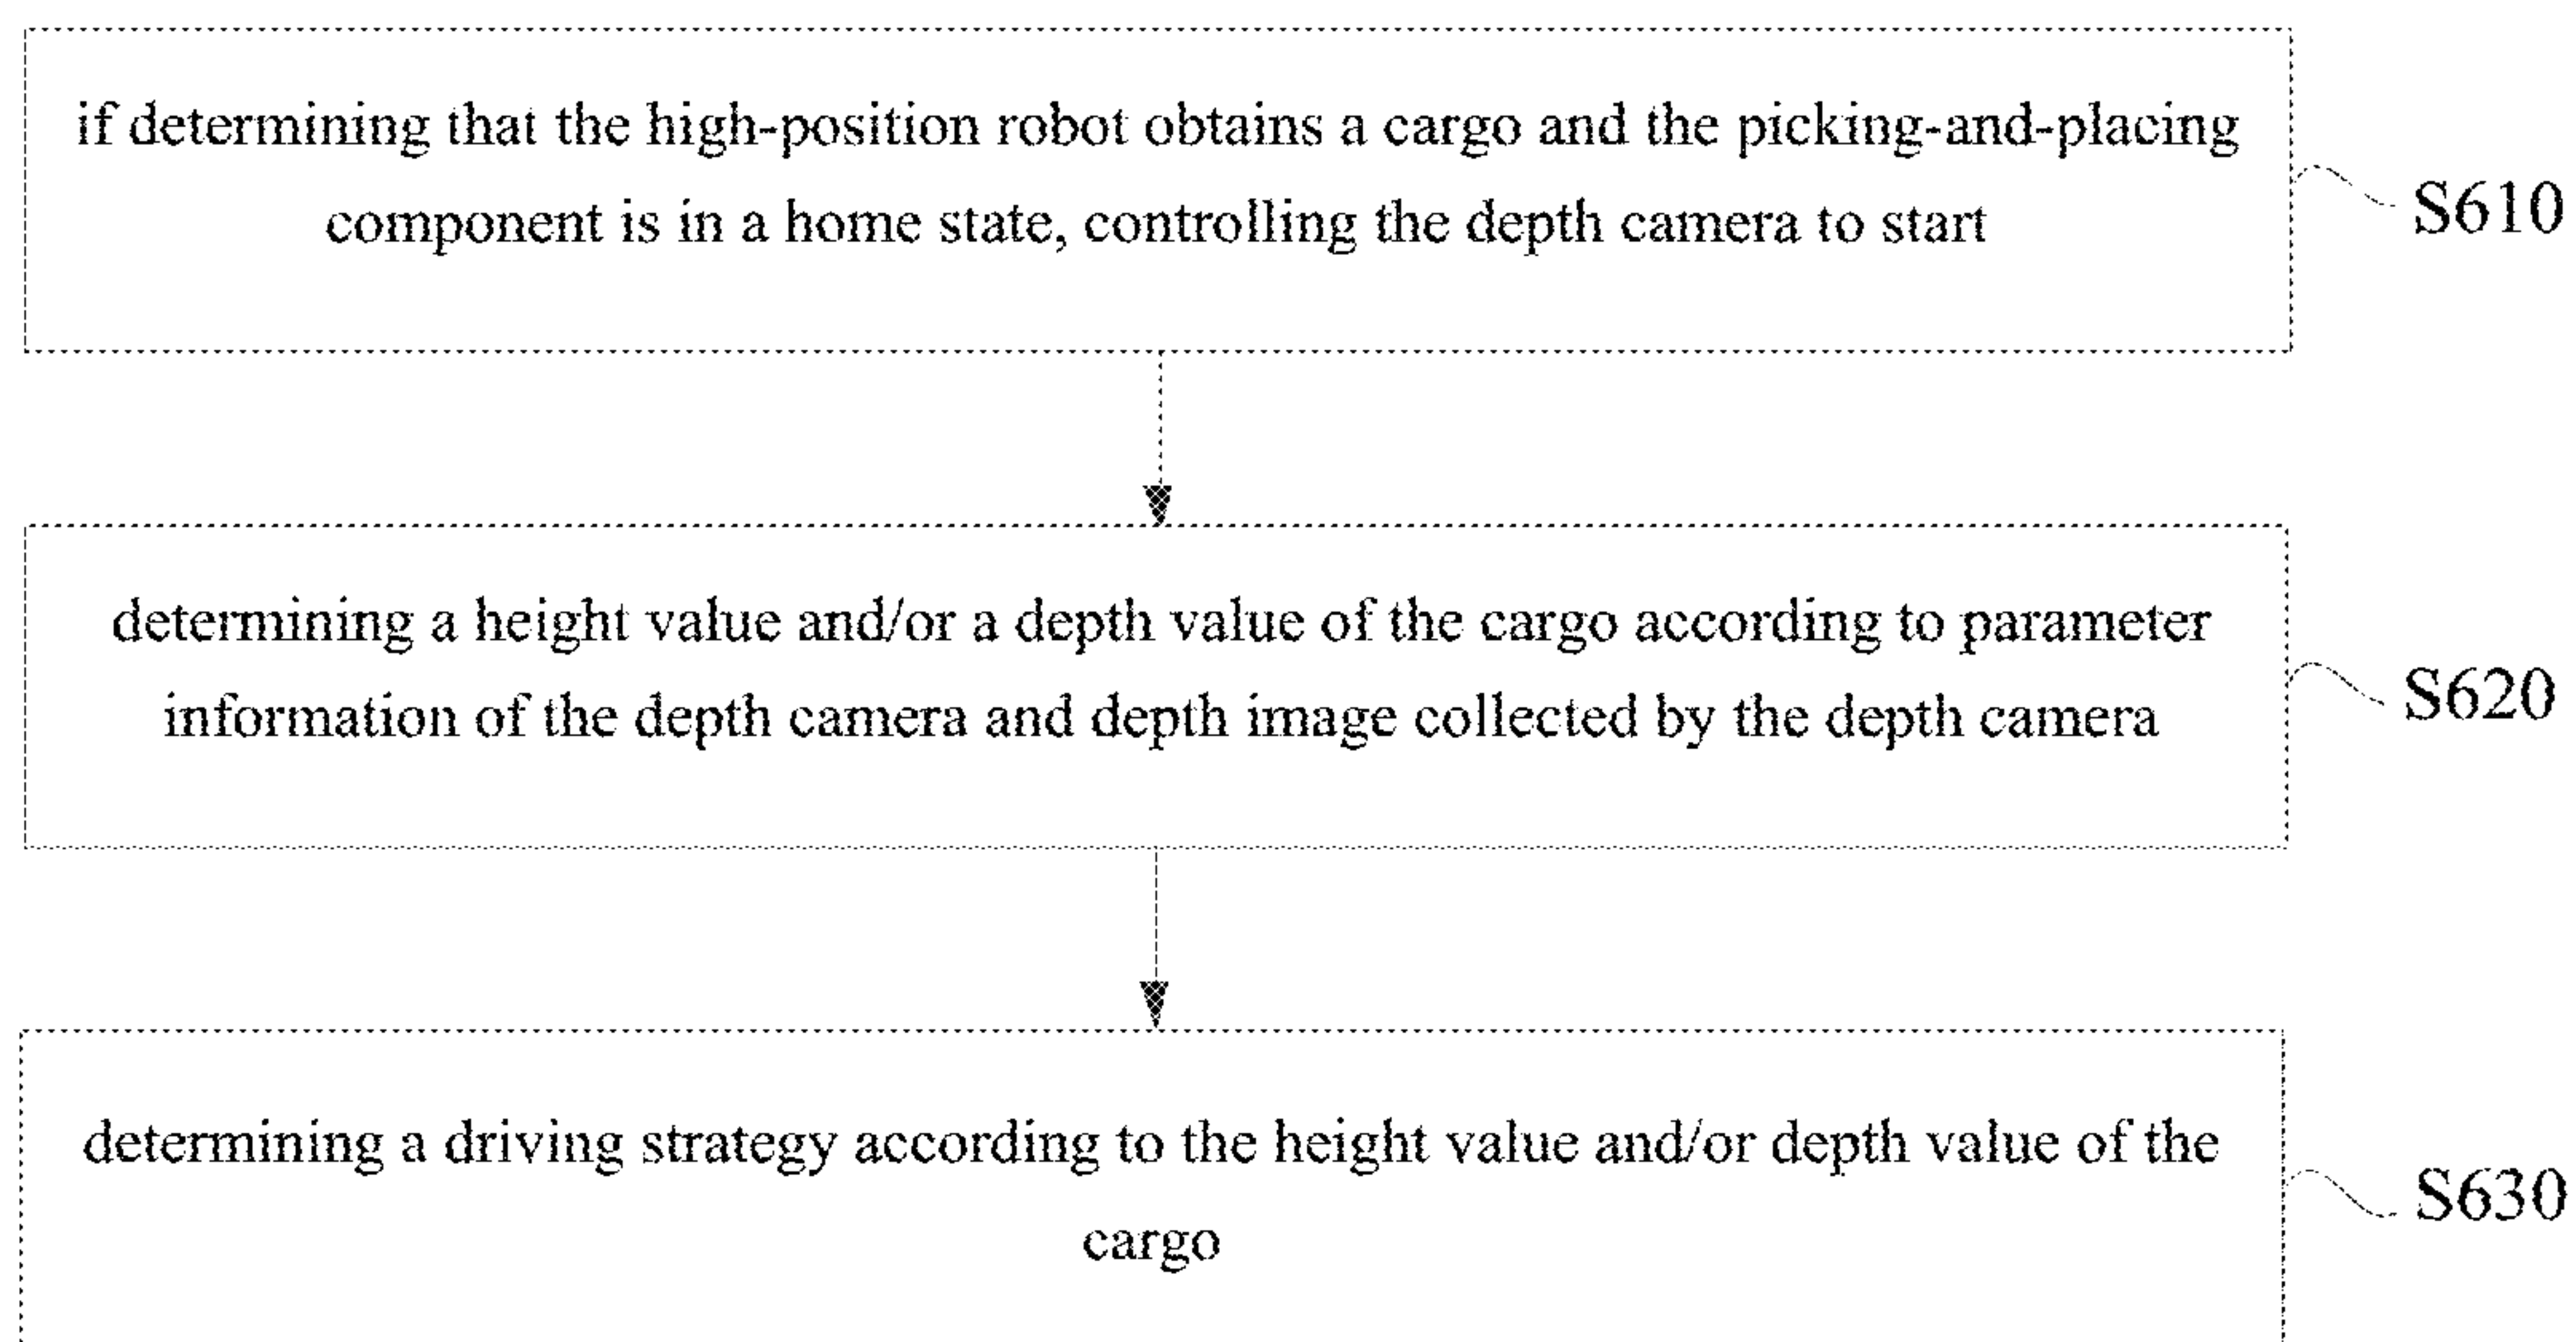 if determining that the high-position robot obtains a cargo and the picking-and-placing
component is in a home state, controlling the depth camera to start
S610
determining a height value and/or a depth value of the cargo according to parameter
information of the depth camera and depth image collected by the depth camera
S620
determining a driving strategy according to the height value and/or depth value of the
cargo
S630